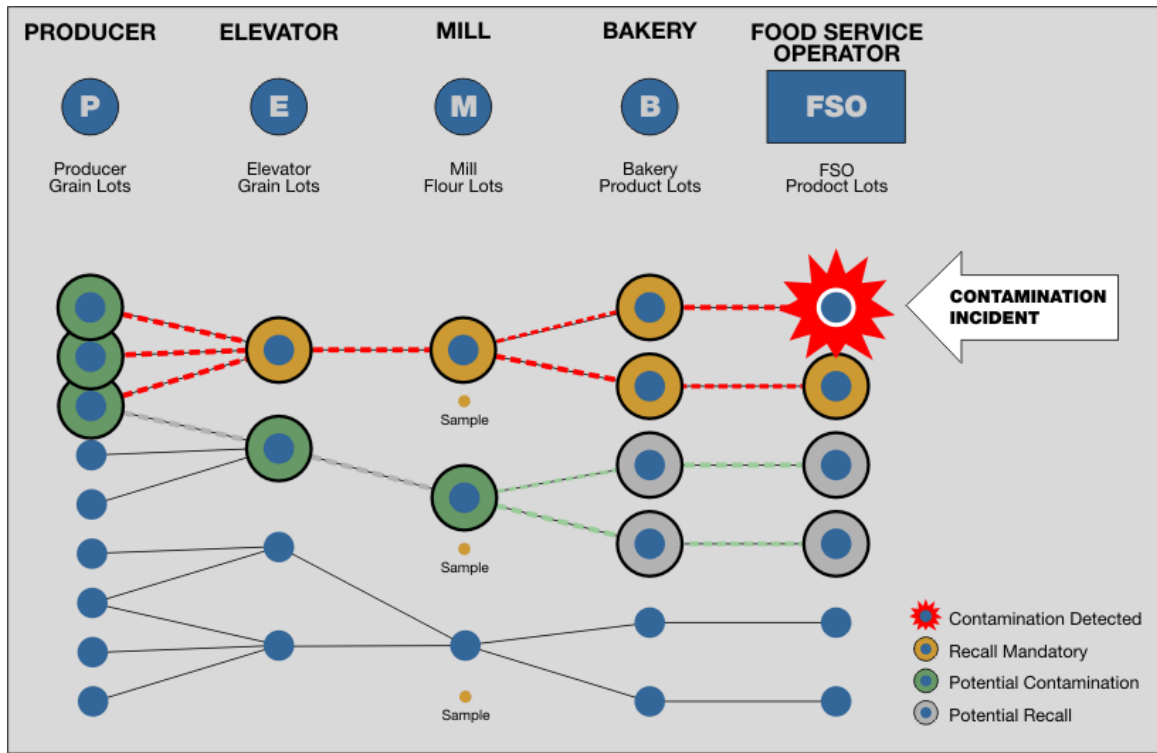 PRODUCER
ELEVATOR
MILL
BAKERY
FOOD SERVICE
OPERATOR
P
E
M
B
FSO
Producer
Grain Lots
Elevator
Grain Lots
Mill
Flour Lots
Bakery
Product Lots
FSO
Prodoct Lots
CONTAMINATION
INCIDENT
Sample
Sample
Sample
Contamination Detected
Recall Mandatory
Potential Contamination
Potential Recall